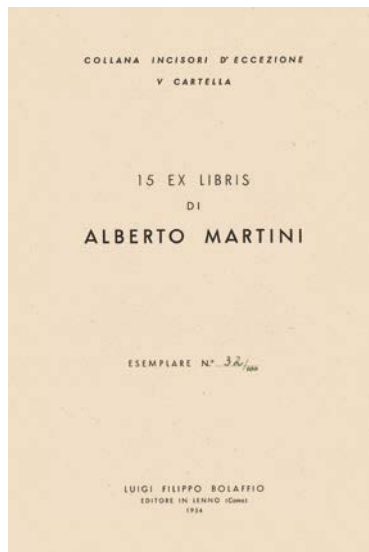 COLLANA INCISORI D'ECCEZIONE
V CARTELLA
15 EX LIBRIS
DI
ALBERTO MARTINI
ESEMPLARE N.º 32/100
LUIGI FILIPPO BOLAFFIO
EDITORE IN LENNO (Como)
1954